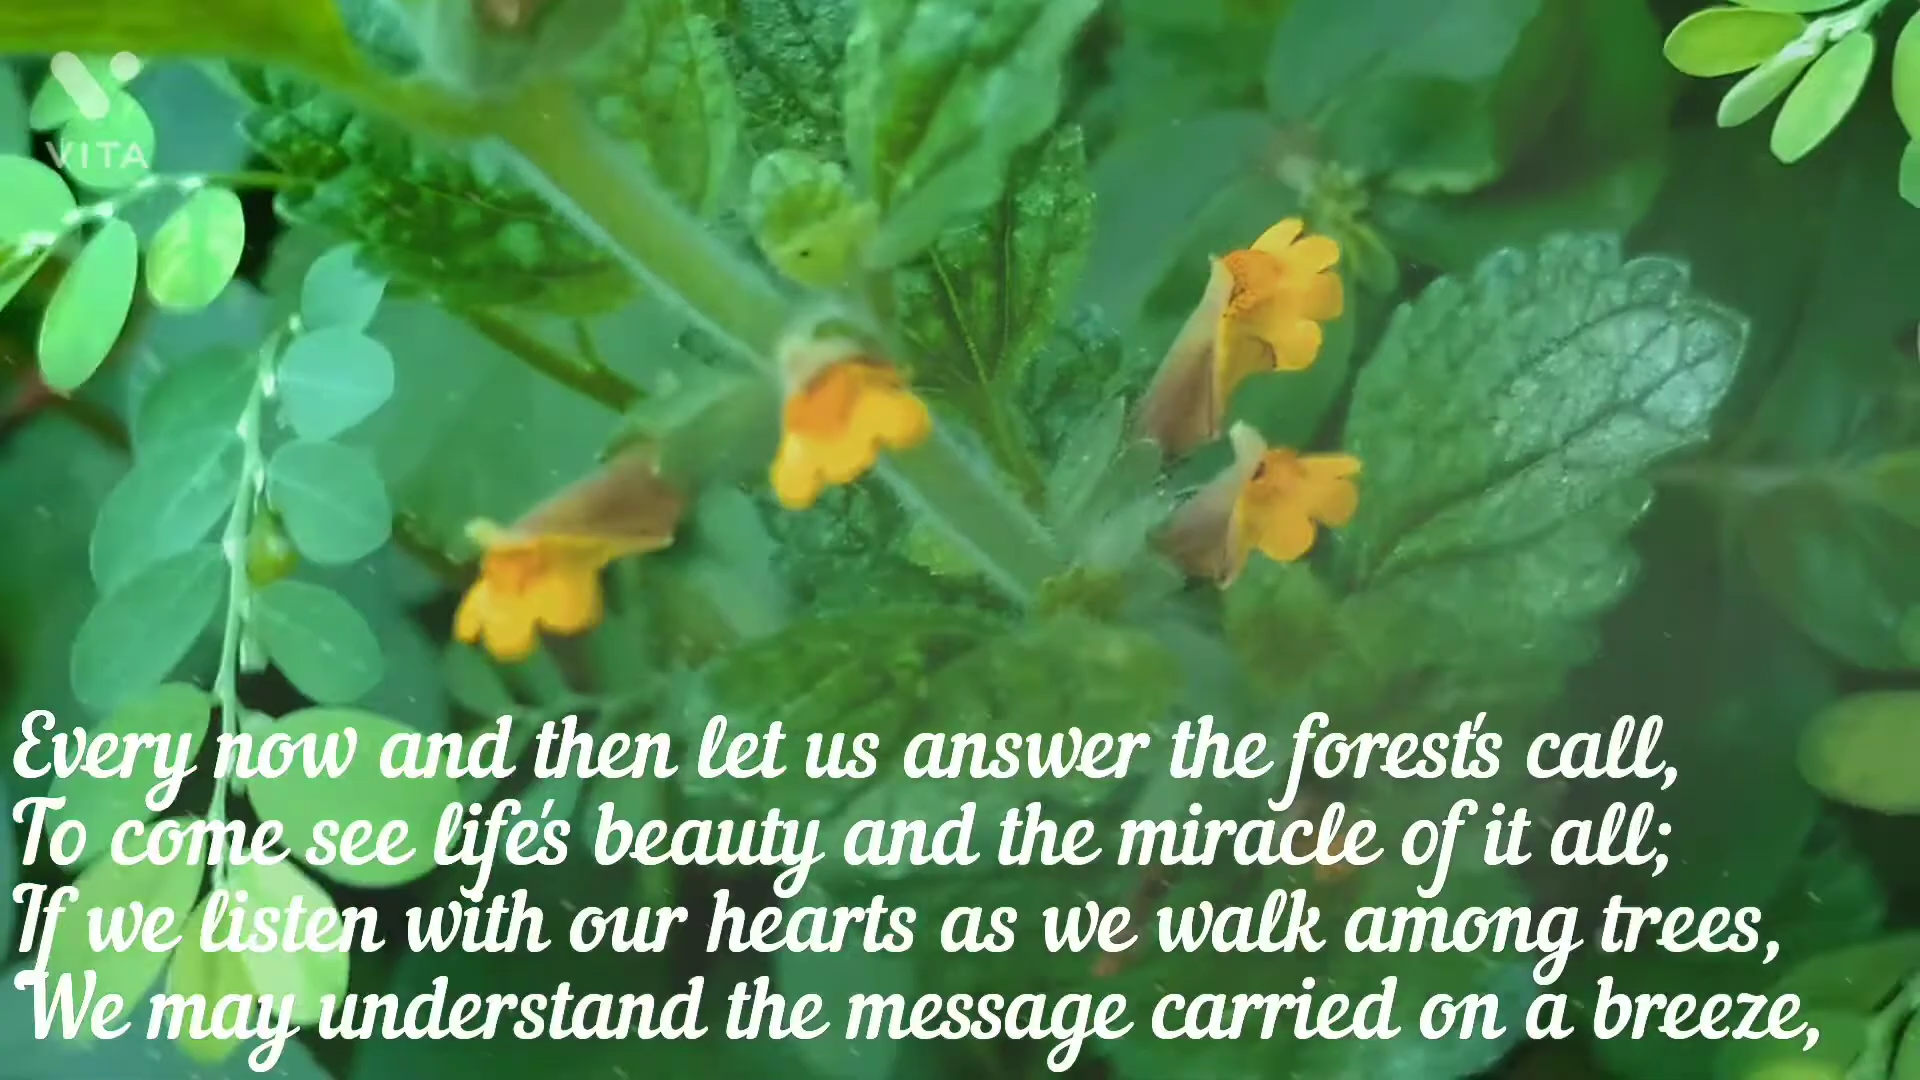 VITA
Every now and then let us answer the forest's call,
To come see life's beauty and the miracle of it all;
If we listen with our hearts as we walk among trees,
We may understand the message carried on a breeze,